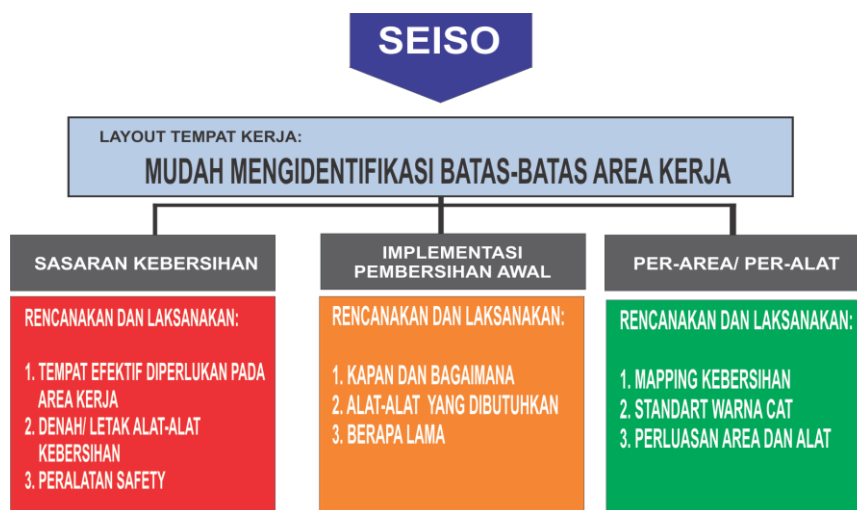 SEISO
LAYOUT TEMPAT KERJA:
MUDAH MENGIDENTIFIKASI BATAS-BATAS AREA KERJA
SASARAN KEBERSIHAN
RENCANAKAN DAN LAKSANAKAN:
1. TEMPAT EFEKTIF DIPERLUKAN PADA
AREA KERJA
2. DENAH/ LETAK ALAT-ALAT
KEBERSIHAN
3. PERALATAN SAFETY
IMPLEMENTASI
PEMBERSIHAN AWAL
RENCANAKAN DAN LAKSANAKAN:
1. KAPAN DAN BAGAIMANA
2. ALAT-ALAT YANG DIBUTUHKAN
3. BERAPA LAMA
PER-AREA/ PER-ALAT
RENCANAKAN DAN LAKSANAKAN:
1. MAPPING KEBERSIHAN
2. STANDART WARNA CAT
3. PERLUASAN AREA DAN ALAT